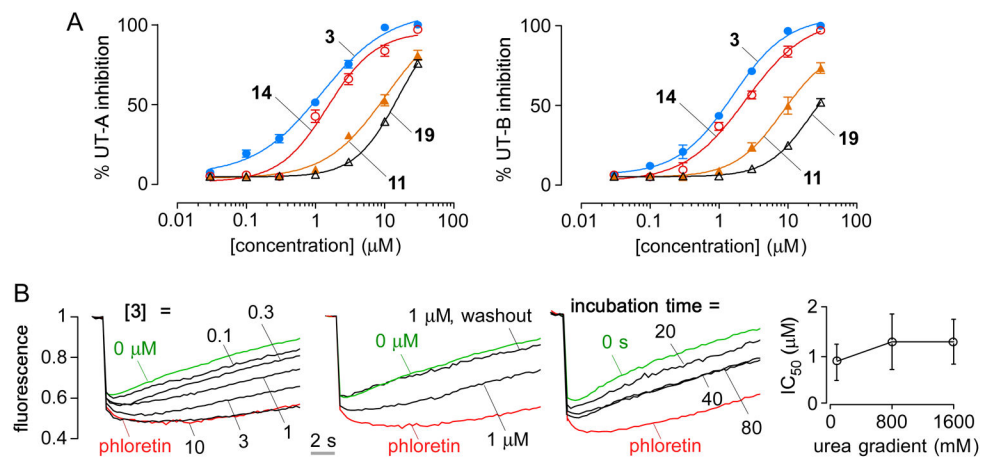 A
100
50
0
% UT-A inhibition
3
14
19
11
0.01 0.1 1 10 100
[concentration] (μM)
100
50
0
% UT-B inhibition
3
14
19
11
0.01 0.1 1 10 100
[concentration] (μM)
B
fluorescence
1
0.8
0.6
0.4
[3] =
0 μM
0.1
0.3
phloretin
10
3
1
2 s
0 μM
1 μM, washout
1 μM
phloretin
incubation time =
0 s
20
40
80
phloretin
IC50 (μM)
2
1
0
0 800 1600
urea gradient (mM)